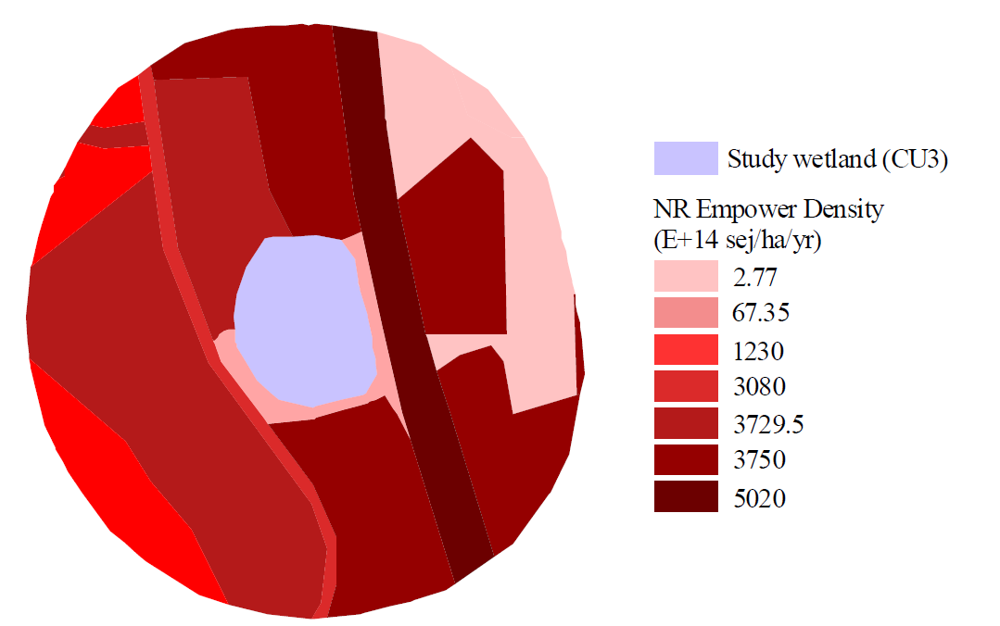 Study wetland (CU3)
NR Empower Density
(E+14 sej/ha/yr)
2.77
67.35
1230
3080
3729.5
3750
5020